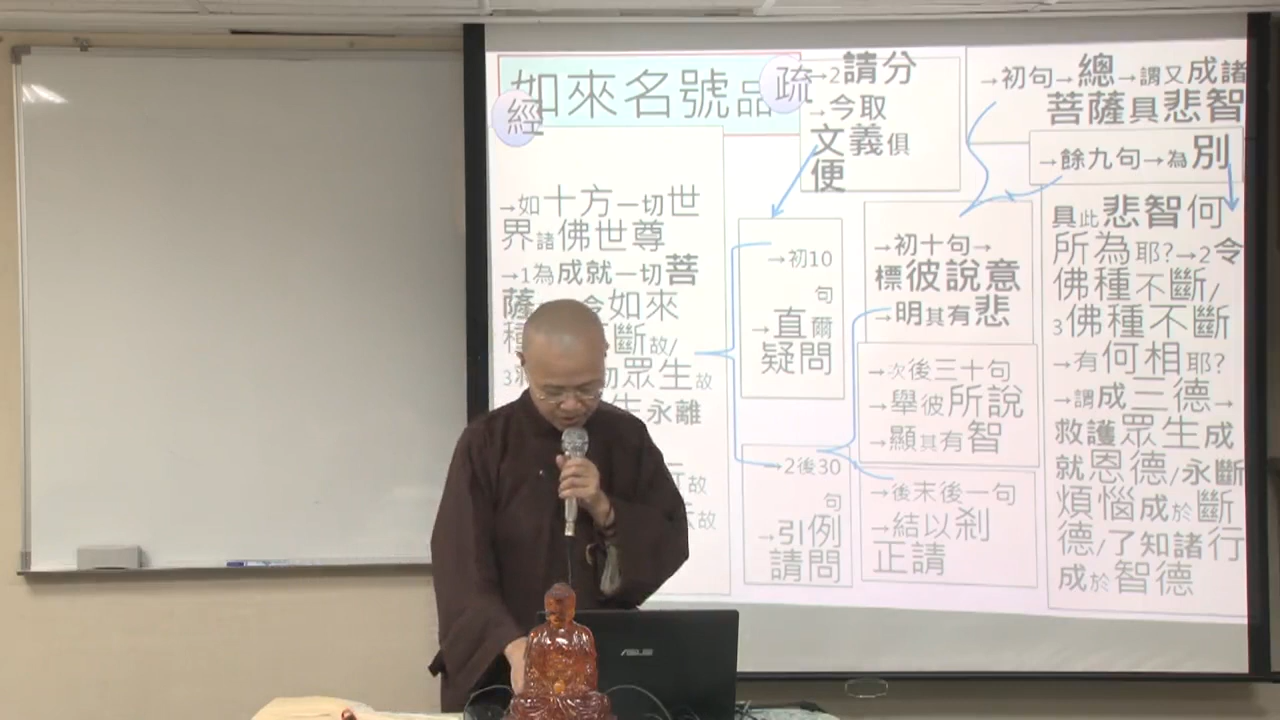 如來名號品
經
疏
→如十方一切世
界諸佛世尊
→1為成就一切菩
薩
令如來
種
斷故/
3救
眾生故
生永離
故
故
→2請分
→今取
文義俱
便
→初10
句
→直爾
疑問
→2後30
句
→引例
請問
→初句→總→謂又成諸
菩薩具悲智
→餘九句→為別
→初十句→
標彼說意
→明其有悲
→次後三十句
→舉彼所說
→顯其有智
→後末後一句
→結以剎
正請
具此悲智何
所為耶?→2令
佛種不斷/
3佛種不斷
→有何相耶?
→謂成三德→
救護眾生成
就恩德/永斷
煩惱成於斷
德/了知諸行
成於智德
ASUS